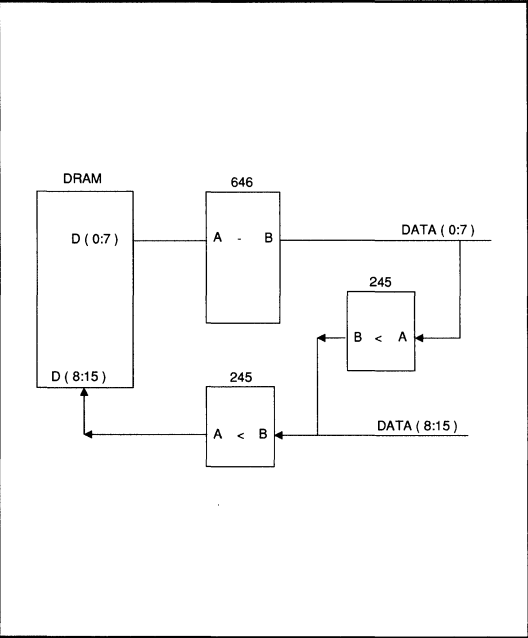 DRAM
646
D ( 0:7 )
A - B
DATA ( 0:7 )
245
B < A
D ( 8:15 )
245
A < B
DATA ( 8:15 )